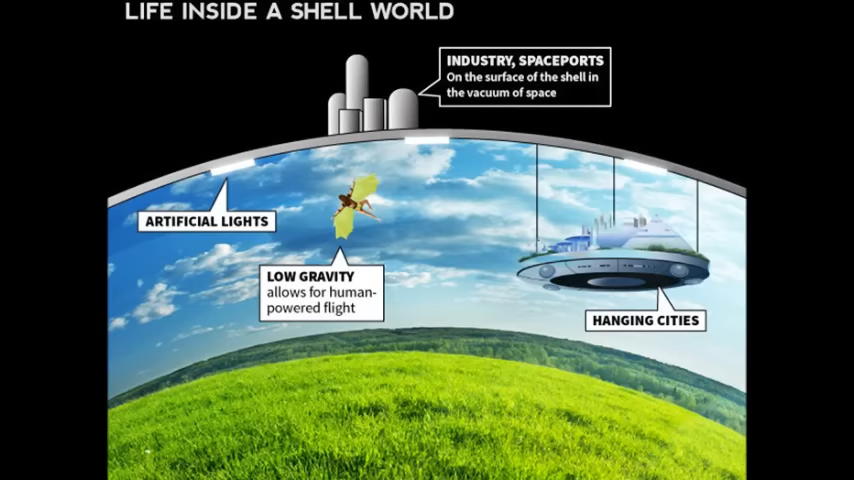 LIFE INSIDE A SHELL WORLD
INDUSTRY, SPACEPORTS
On the surface of the shell in
the vacuum of space
ARTIFICIAL LIGHTS
LOW GRAVITY
allows for human-
powered flight
HANGING CITIES